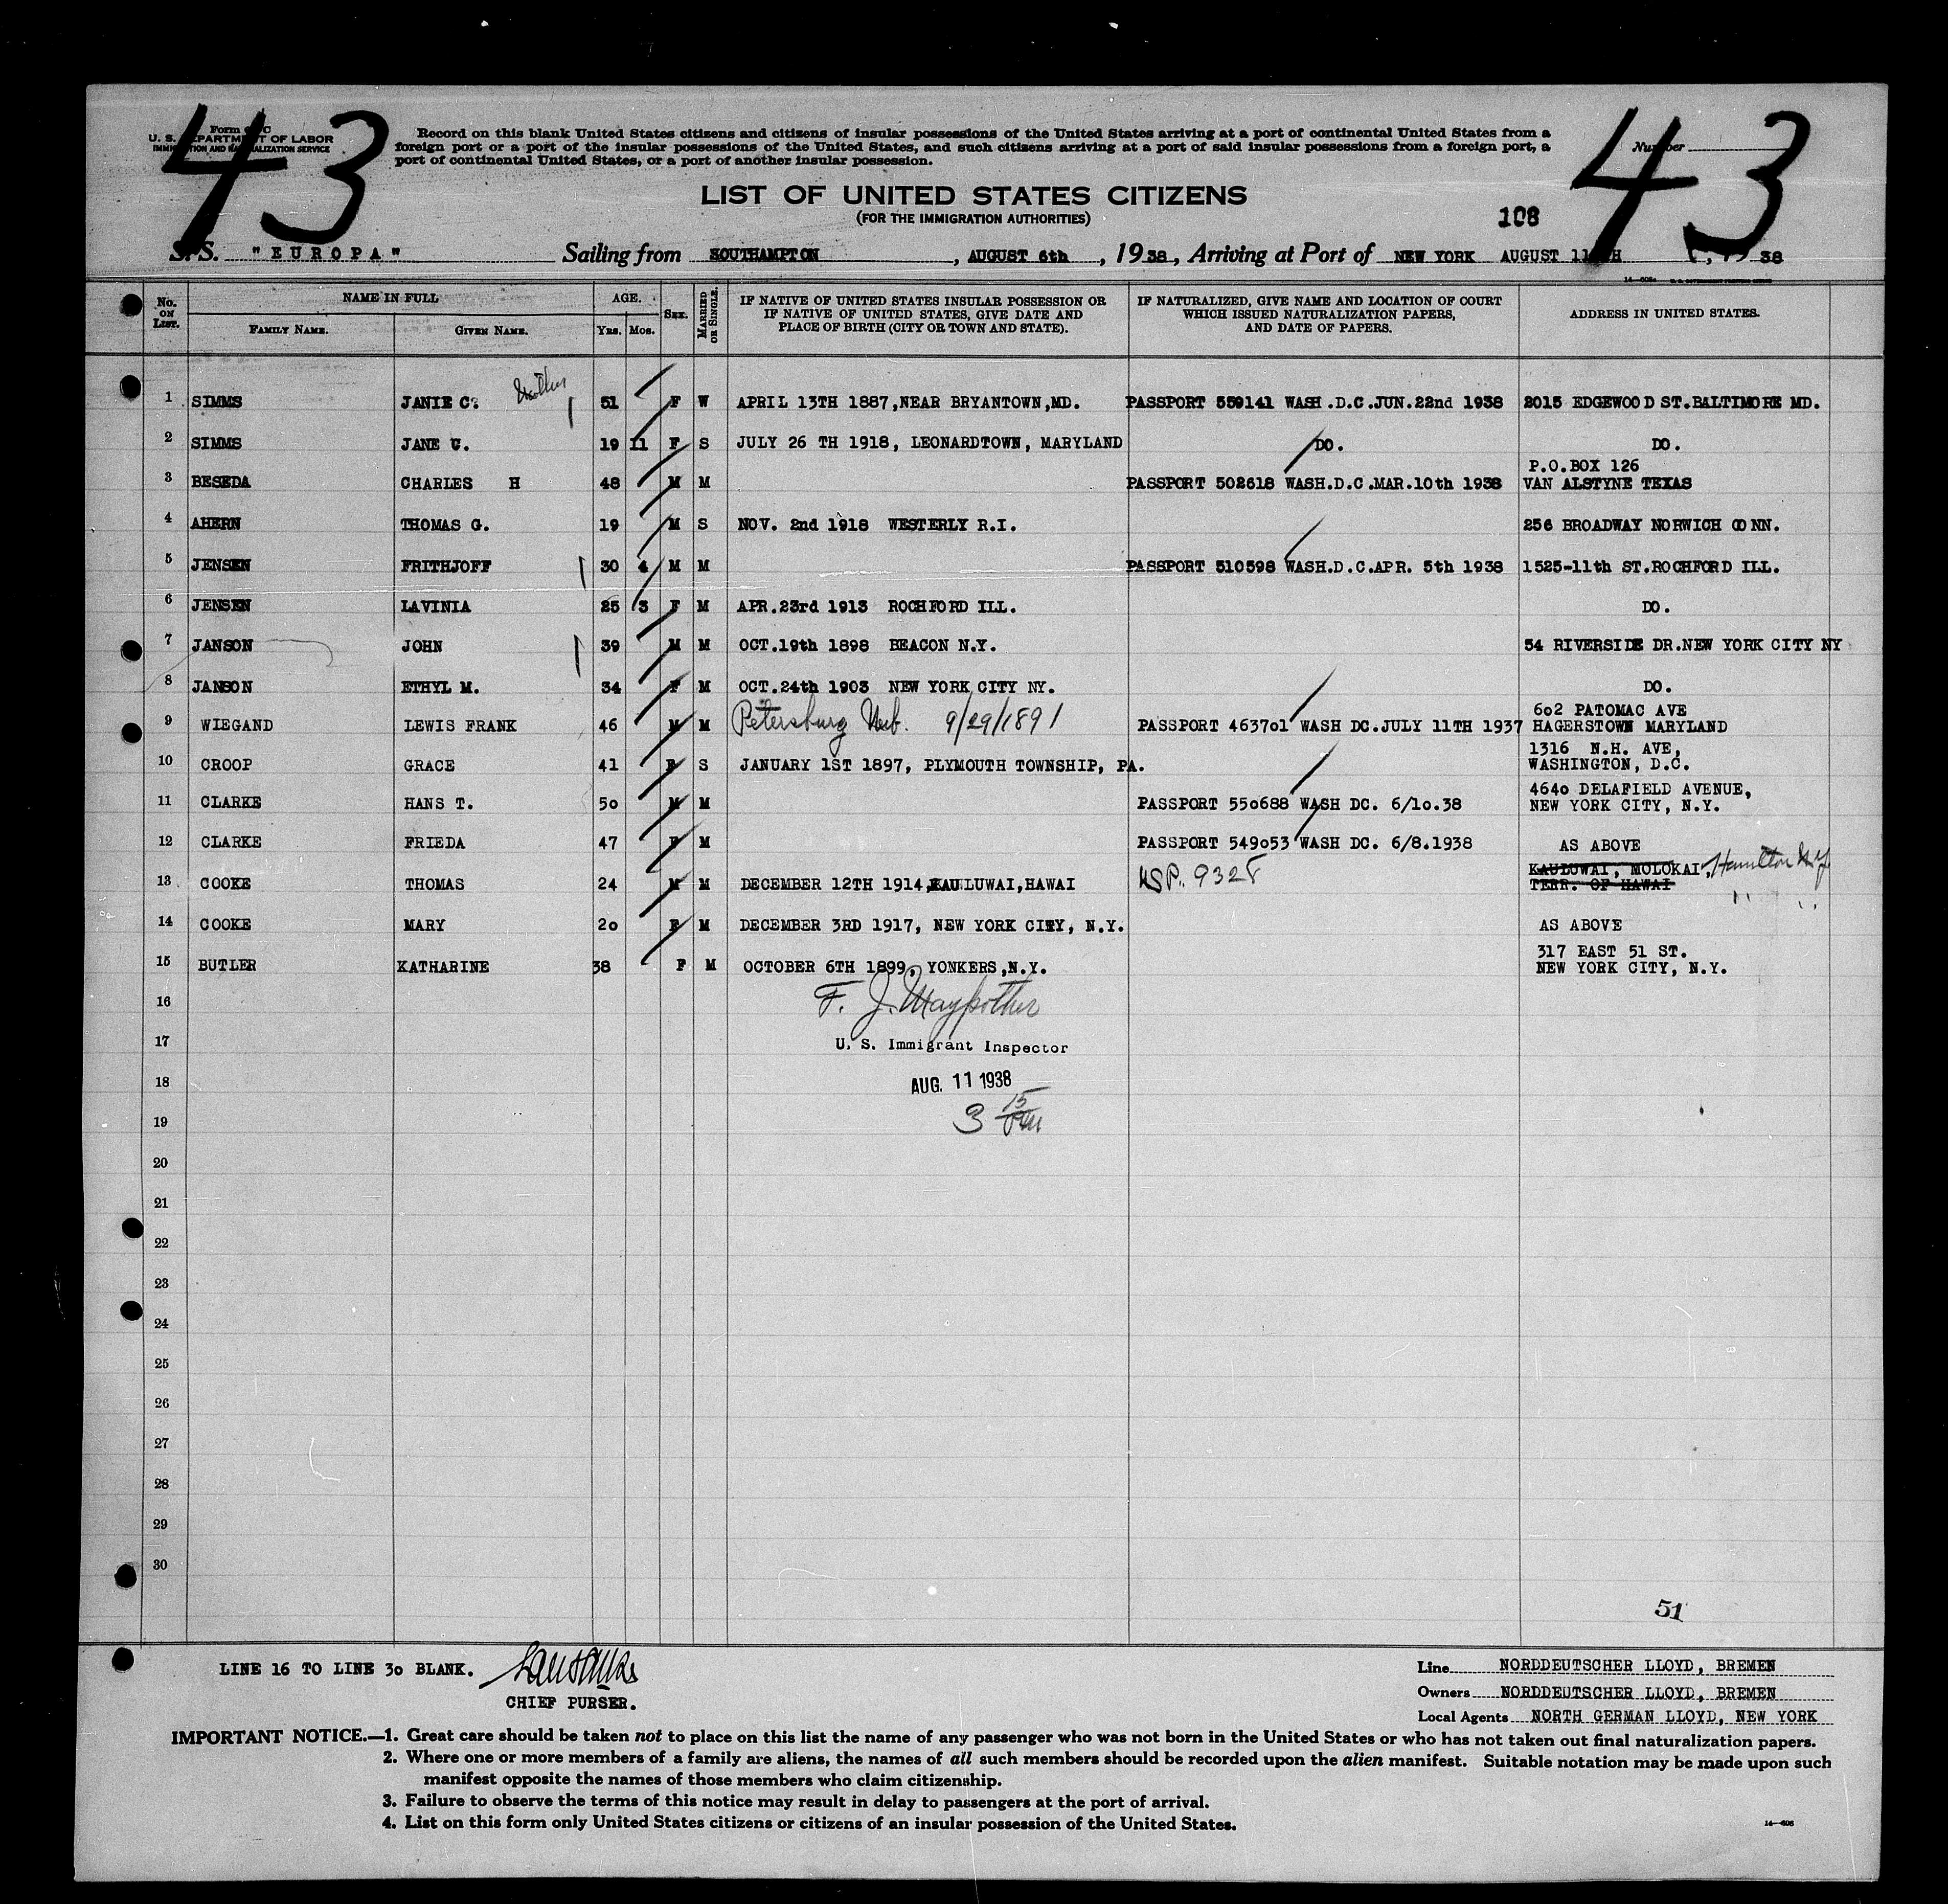 43
43
Form
U. S. DEPARTMENT OF LABOR
IMMIGRATION AND NATURALIZATION SERVICE
Record on this blank United States citizens and citizens of insular possessions of the United States arriving at a port of continental United States from a
foreign port or a port of the insular possessions of the United States, and such citizens arriving at a port of said insular possessions from a foreign port, a
port of continental United States, or a port of another insular possession.
Number
LIST OF UNITED STATES CITIZENS
(FOR THE IMMIGRATION AUTHORITIES)
108
S.S. "EUROPA" Sailing from SOUTHAMPTON, AUGUST 6th, 1938, Arriving at Port of NEW YORK AUGUST 11TH, 1938
No. ON LIST. NAME IN FULL AGE. SEX. MARRIED OR SINGLE. IF NATIVE OF UNITED STATES INSULAR POSSESSION OR IF NATIVE OF UNITED STATES, GIVE DATE AND PLACE OF BIRTH (CITY OR TOWN AND STATE). IF NATURALIZED, GIVE NAME AND LOCATION OF COURT WHICH ISSUED NATURALIZATION PAPERS, AND DATE OF PAPERS. ADDRESS IN UNITED STATES.
FAMILY NAME. GIVEN NAME. YRS. MOS.
1 SIMMS JANIE C. Mother 51 F W APRIL 13TH 1887,NEAR BRYANTOWN,MD. PASSPORT 559141 WASH.D.C.JUN.22nd 1938 2015 EDGEWOOD ST.BALTIMORE MD.
2 SIMMS JANE C. 19 11 F S JULY 26 TH 1918, LEONARDTOWN, MARYLAND DO. DO.
P.O.BOX 126
3 BESEDA CHARLES H 48 M M PASSPORT 502618 WASH.D.C.MAR.10th 1938 VAN ALSTYNE TEXAS
4 AHERN THOMAS G. 19 M S NOV. 2nd 1918 WESTERLY R.I. 256 BROADWAY NORWICH CONN.
5 JENSEN FRITHJOFF 30 4 M M PASSPORT 510598 WASH.D.C.APR. 5th 1938 1525-11th ST.ROCHFORD ILL.
6 JENSEN LAVINIA 25 3 F M APR.23rd 1913 ROCHFORD ILL. DO.
7 JANSON JOHN 39 M M OCT.19th 1898 BEACON N.Y. 54 RIVERSIDE DR.NEW YORK CITY NY
8 JANSON ETHYL M. 34 F M OCT.24th 1903 NEW YORK CITY NY. DO.
602 PATOMAC AVE
9 WIEGAND LEWIS FRANK 46 M M Petersburg Neb. 9/29/1891 PASSPORT 463701 WASH DC.JULY 11TH 1937 HAGERSTOWN MARYLAND
1316 N.H. AVE,
10 CROOP GRACE 41 F S JANUARY 1ST 1897, PLYMOUTH TOWNSHIP, PA. WASHINGTON, D.C.
4640 DELAFIELD AVENUE,
11 CLARKE HANS T. 50 M M PASSPORT 550688 WASH DC. 6/10.38 NEW YORK CITY, N.Y.
12 CLARKE FRIEDA 47 F M PASSPORT 549053 WASH DC. 6/8.1938 AS ABOVE
KAULUWAI, MOLOKAI, Hamilton N.Y.
13 COOKE THOMAS 24 M M DECEMBER 12TH 1914,KAULUWAI,HAWAI USP. 9325 TERR. OF HAWAI
14 COOKE MARY 20 F M DECEMBER 3RD 1917, NEW YORK CITY, N.Y. AS ABOVE
317 EAST 51 ST.
15 BUTLER KATHARINE 38 F M OCTOBER 6TH 1899, YONKERS,N.Y. NEW YORK CITY, N.Y.
16 F. J. Maypother
17 U. S. Immigrant Inspector
18 AUG. 11 1938
19 3 15 PM
20
21
22
23
24
25
26
27
28
29
30
51
LINE 16 TO LINE 30 BLANK.
CHIEF PURSER.
Line NORDDEUTSCHER LLOYD, BREMEN
Owners NORDDEUTSCHER LLOYD, BREMEN
Local Agents NORTH GERMAN LLOYD, NEW YORK
IMPORTANT NOTICE.—1. Great care should be taken not to place on this list the name of any passenger who was not born in the United States or who has not taken out final naturalization papers.
2. Where one or more members of a family are aliens, the names of all such members should be recorded upon the alien manifest. Suitable notation may be made upon such
manifest opposite the names of those members who claim citizenship.
3. Failure to observe the terms of this notice may result in delay to passengers at the port of arrival.
4. List on this form only United States citizens or citizens of an insular possession of the United States.